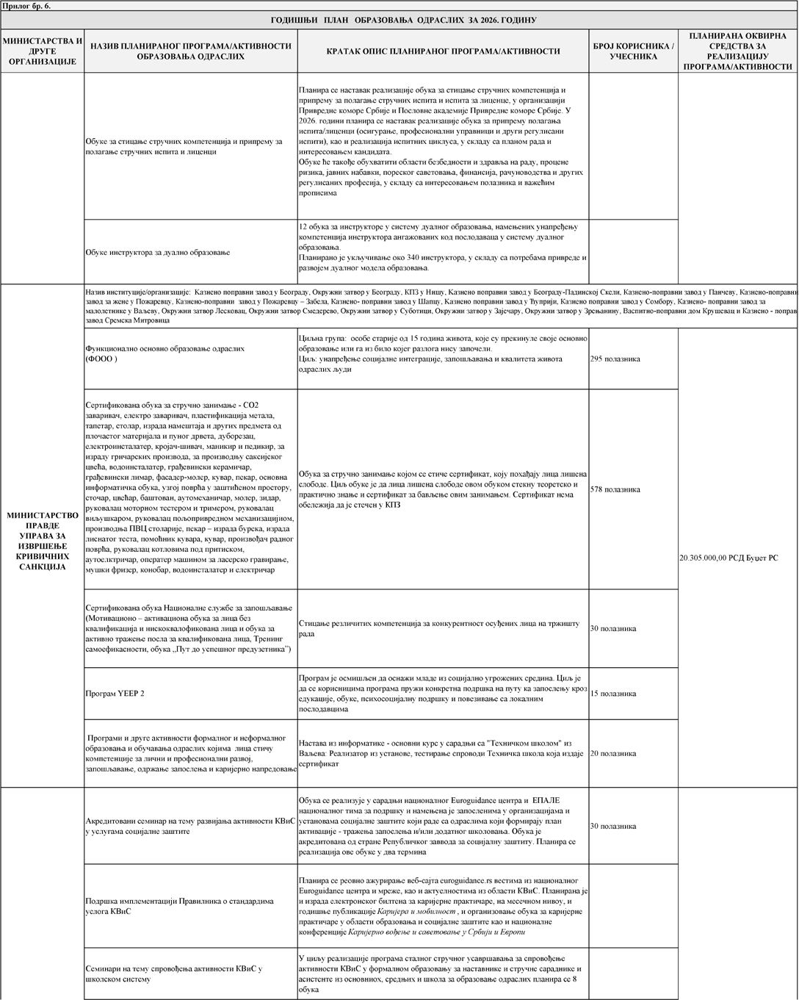 Прилог бр. 6.
ГОДИШЊИ ПЛАН ОБРАЗОВАЊА ОДРАСЛИХ ЗА 2026. ГОДИНУ
МИНИСТАРСТВА И
ДРУГЕ
ОРГАНИЗАЦИЈЕ
НАЗИВ ПЛАНИРАНОГ ПРОГРАМА/АКТИВНОСТИ
ОБРАЗОВАЊА ОДРАСЛИХ
КРАТАК ОПИС ПЛАНИРАНОГ ПРОГРАМА/АКТИВНОСТИ
БРОЈ КОРИСНИКА /
УЧЕСНИКА
ПЛАНИРАНА ОКВИРНА
СРЕДСТВА ЗА
РЕАЛИЗАЦИЈУ
ПРОГРАМА/АКТИВНОСТИ
Обуке за стицање стручних компетенција и припрему за
полагање стручних испита и лиценци
Планира се наставак реализације обука за стицање стручних компетенција и
припрему за полагање стручних испита и испита за лиценце, у организацији
Привредне коморе Србије и Пословне академије Привредне коморе Србије. У
2026. години планира се наставак реализације обука за припрему полагања
испита/лиценци (осигурање, професионални управници и други регулисани
испити), као и реализација испитних циклуса, у складу са планом рада и
интересовањем кандидата.
Обуке ће такође обухватити области безбедности и здравља на раду, процене
ризика, јавних набавки, пореског саветовања, финансија, рачуноводства и других
регулисаних професија, у складу са интересовањем полазника и важећим
прописима
Обуке инструктора за дуално образовање
12 обука за инструкторе у систему дуалног образовања, намењених унапређењу
компетенција инструктора ангажованих код послодаваца у систему дуалног
образовања.
Планирано је укључивање око 340 инструктора, у складу са потребама привреде и
развојем дуалног модела образовања.
МИНИСТАРСТВО
ПРАВДЕ
УПРАВА ЗА
ИЗВРШЕЊЕ
КРИВИЧНИХ
САНКЦИЈА
Назив институције/организације: Казнено поправни завод у Београду, Окружни затвор у Београду, КПЗ у Нишу, Казнено поправни завод у Београду-Падинској Скели, Казнено-поправни завод у Панчеву, Казнено-поправни
завод за жене у Пожаревцу, Казнено-поправни завод у Пожаревцу – Забела, Казнено- поправни завод у Шапцу, Казнено поправни завод у Ћуприји, Казнено поправни завод у Сомбору, Казнено- поправни завод за
малолетнике у Ваљеву, Окружни затвор Лесковац, Окружни затвор Смедерево, Окружни затвор у Суботици, Окружни затвор у Зајечару, Окружни затвор у Зрењанину, Васпитно-поправни дом Крушевац и Казнено - поправ
завод Сремска Митровица
Функционално основно образовање одраслих
(ФООО )
Циљна група: особе старије од 15 година живота, које су прекинуле своје основно
образовање или га из било којег разлога нису започели.
Циљ: унапређење социјалне интеграције, запошљавања и квалитета живота
одраслих људи
295 полазника
Сертификована обука за стручно занимање - CO2
заваривач, електро заваривач, пластификација метала,
тапетар, столар, израда намештаја и других предмета од
плочастог материјала и пуног дрвета, дуборезац,
електроинсталатер, кројач-шивач, маникир и педикир, за
израду грнчарских производа, за производњу саксијског
цвећа, водоинсталатер, грађевински керамичар,
грађевински лимар, фасадер-молер, кувар, пекар, основна
информатичка обука, узгој поврћа у заштићеном простору,
сточар, цвећар, баштован, аутомеханичар, молер, зидар,
руковалац моторном тестером и тримером, руковалац
виљушкаром, руковалац пољопривредном механизацијиом,
производња ПВЦ столарије, пекар – израда бурека, израда
лиснатог теста, помоћник кувара, кувар, произвођач радног
поврћа, руковалац котловима под притиском,
аутоелктричар, оператер машином за ласерско гравирање,
мушки фризер, конобар, водоинсталатер и електричар
Обука за стручно занимање којом се стиче сертификат, коју похађају лица лишена
слободе. Циљ обуке је да лица лишена слободе овом обуком стекну теоретско и
практично знање и сертификат за бављење овим занимањем. Сертификат нема
обележја да је стечен у КПЗ
578 полазника
20.305.000,00 РСД Буџет РС
Сертификована обука Националне службе за запошљавање
(Мотивационо – активациона обука за лица без
квалификација и нискоквалофикована лица и обука за
активно тражење посла за квалификована лица, Тренинг
самоефикасности, обука „Пут до успешног предузетника”)
Стицање резличитих компетенција за конкурентност осуђених лица на тржишту
рада
30 полазника
Програм YEEP 2
Програм је осмишљен да оснажи младе из социјално угрожених средина. Циљ је
да се корисницима програма пружи конкретна подршка на путу ка запослењу кроз
едукације, обуке, психосоцијалну подршку и повезивање са локалним
послодавцима
15 полазника
Програми и друге активности формалног и неформалног
образовања и обучавања одраслих којима лица стичу
компетенције за лични и професионални развој,
запошљавање, одржање запослења и каријерно напредовање
Настава из информатике - основни курс у сарадњи са "Техничком школом" из
Ваљева: Реализатор из установе, тестирање спроводи Техничка школа која издаје
сертификат
20 полазника
Акредитовани семинар на тему развијања активности КВиС
у услугама социјалне заштите
Обука се реализује у сарадњи националног Euroguidance центра и ЕПАЛЕ
националног тима за подршку и намењена је запосленима у организацијама и
установама социјалне заштите који раде са одраслима који формирају план
активације - тражења запослења и/или додатног школовања. Обука је
акредитована од стране Републичког заввода за социјалну заштиту. Планира се
реализација ове обуке у два термина
30 полазника
Подршка имплементацији Правилника о стандардима
услога КВиС
Планира се реовно ажурирање веб-сајта euroguidance.rs вестима из националног
Euroguidance центра и мреже, као и актуелностима из области КВиС. Планирана је
и израда електронског билтена за каријерне практичаре, на месечном нивоу, и
годишње публикације Каријера и мобилност , и организовање обука за каријерне
практичаре у области образовања и социјалне заштите као и националне
конференције Каријерно вођење и саветовање у Србији и Европи
Семинари на тему спровођења активности КВиС у
школском систему
У циљу реализације програма сталног стручног усавршавања за спровођење
активности КВиС у формалном образовању за наставнике и стручне сараднике и
асистенте из основниох, средњих и школа за образовање одраслих планира се 8
обука